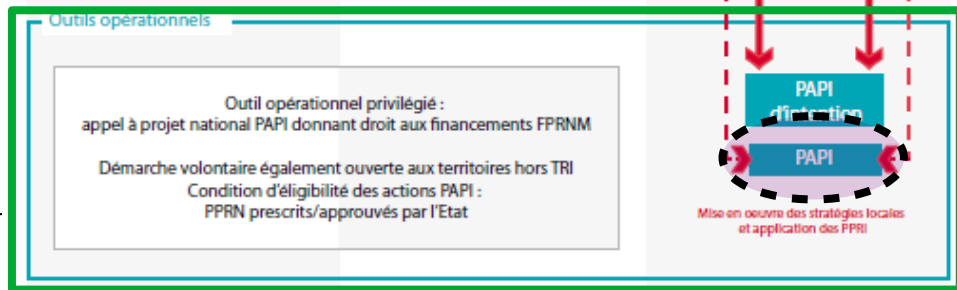 Outils opérationnels
Outil opérationnel privilégié :
appel à projet national PAPI donnant droit aux financements FPRNM
Démarche volontaire également ouverte aux territoires hors TRI
Condition d'éligibilité des actions PAPI :
PPRN prescrits/approuvés par l'Etat
PAPI
d'intention
PAPI
Mise en oeuvre des stratégies locales
et application des PPRI